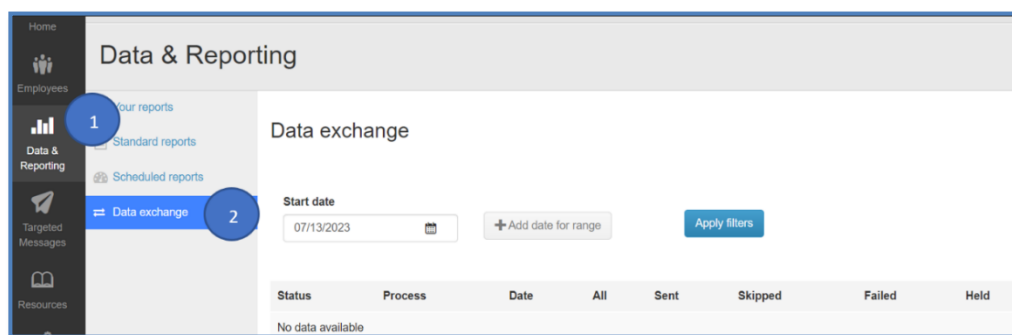 Home
Employees
Data &
Reporting
Targeted
Messages
Resources
Data & Reporting
1
Your reports
Standard reports
Scheduled reports
Data exchange
2
Data exchange
Start date
07/13/2023
Add date for range
Apply filters
Status Process Date All Sent Skipped Failed Held
No data available